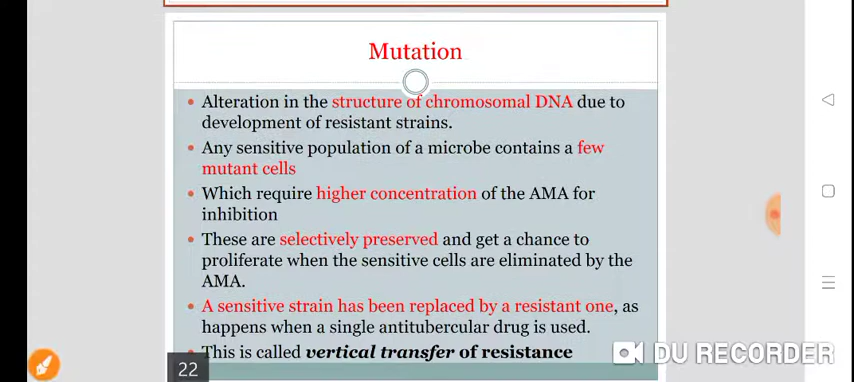 Mutation
• Alteration in the structure of chromosomal DNA due to
development of resistant strains.
• Any sensitive population of a microbe contains a few
mutant cells
• Which require higher concentration of the AMA for
inhibition
• These are selectively preserved and get a chance to
proliferate when the sensitive cells are eliminated by the
AMA.
• A sensitive strain has been replaced by a resistant one, as
happens when a single antitubercular drug is used.
• This is called vertical transfer of resistance
22
DU RECORDER